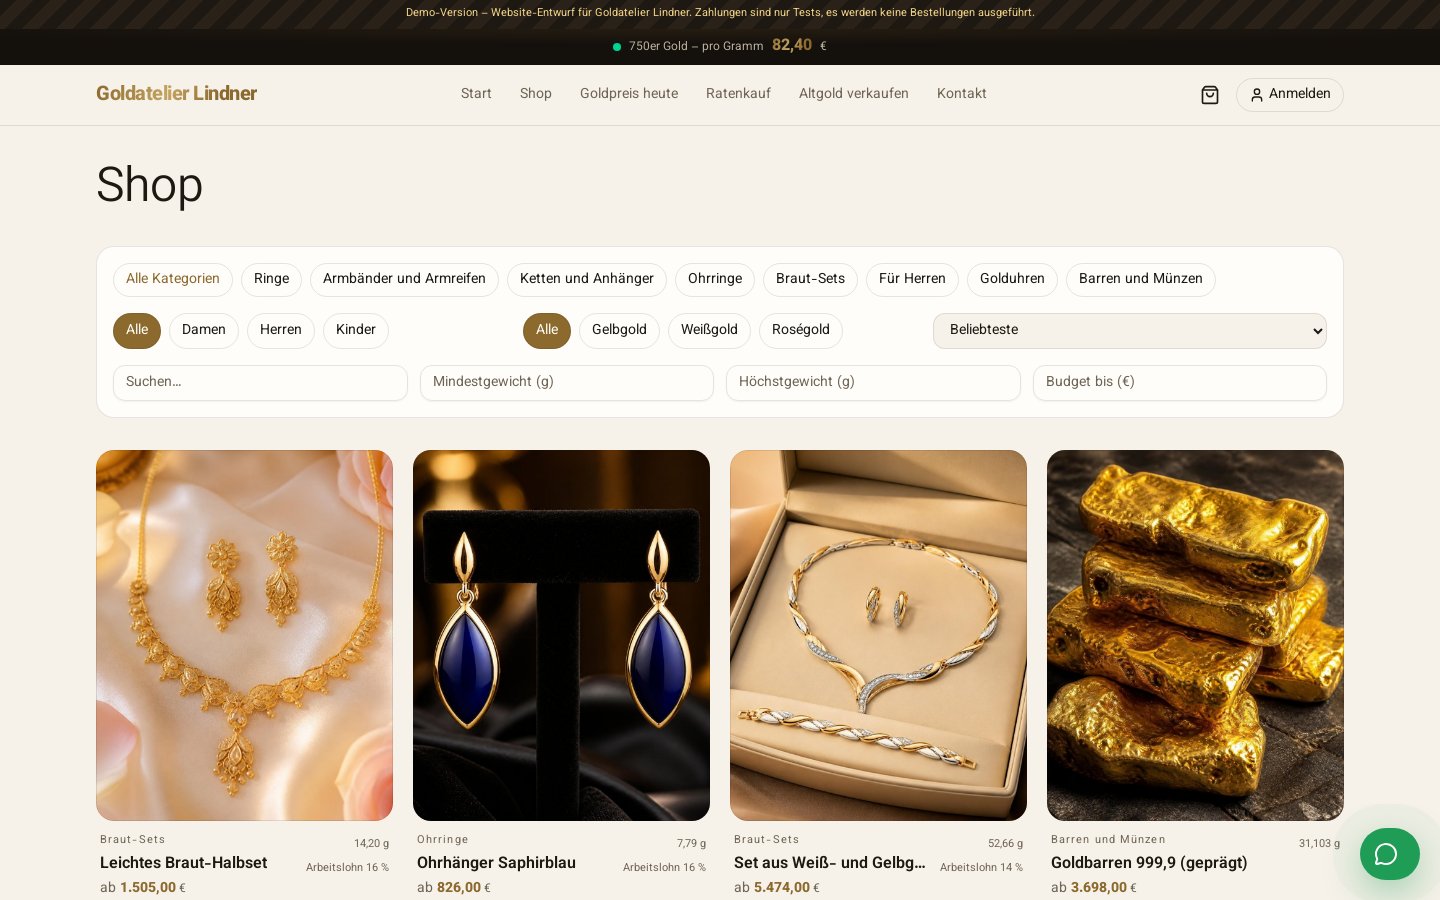 Demo-Version – Website-Entwurf für Goldatelier Lindner. Zahlungen sind nur Tests, es werden keine Bestellungen ausgeführt.
750er Gold – pro Gramm 82,40 €
Goldatelier Lindner
Start Shop Goldpreis heute Ratenkauf Altgold verkaufen Kontakt
Anmelden
Shop
Alle Kategorien Ringe Armbänder und Armreifen Ketten und Anhänger Ohrringe Braut-Sets Für Herren Golduhren Barren und Münzen
Alle Damen Herren Kinder Alle Gelbgold Weißgold Roségold Beliebteste
Suchen... Mindestgewicht (g) Höchstgewicht (g) Budget bis (€)
Braut-Sets 14,20 g
Leichtes Braut-Halbset Arbeitslohn 16 %
ab 1.505,00 €
Ohrringe 7,79 g
Ohrhänger Saphirblau Arbeitslohn 16 %
ab 826,00 €
Braut-Sets 52,66 g
Set aus Weiß- und Gelbg... Arbeitslohn 14 %
ab 5.474,00 €
Barren und Münzen 31,103 g
Goldbarren 999,9 (geprägt)
ab 3.698,00 €